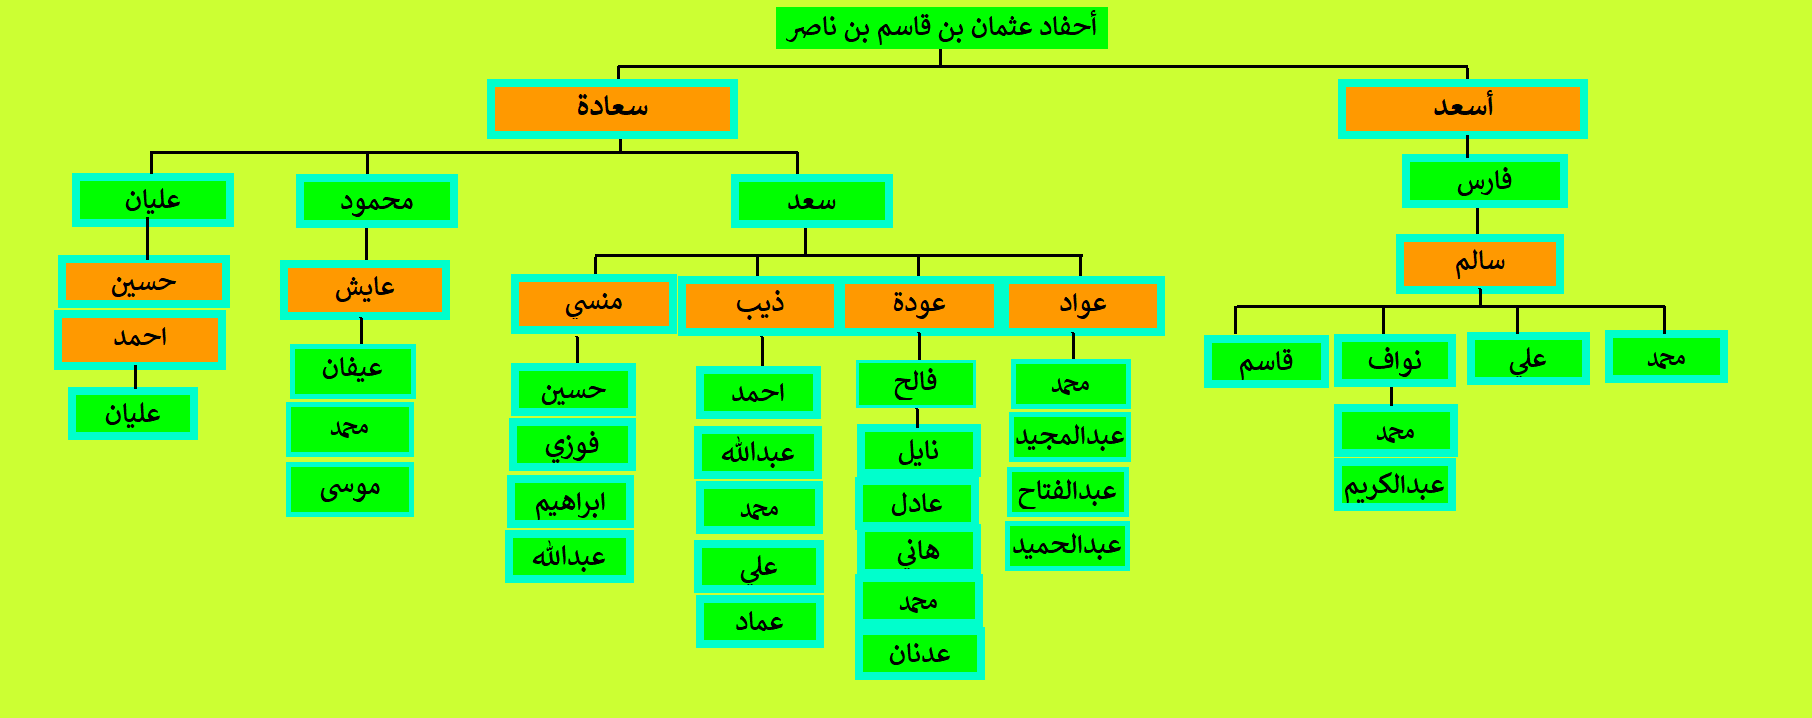 أحفاد عثمان بن قاسم بن ناصر
أسعد
سعادة
فارس
سعد
محمود
عليان
سالم
عواد
عودة
ذيب
منسي
عايش
حسين
احمد
عليان
محمد
علي
نواف
قاسم
محمد
عبدالكريم
محمد
عبدالمجيد
عبدالفتاح
عبدالحميد
فالح
نايل
عادل
هاني
محمد
عدنان
احمد
عبدالله
محمد
علي
عماد
حسين
فوزي
ابراهيم
عبدالله
عيفان
محمد
موسى